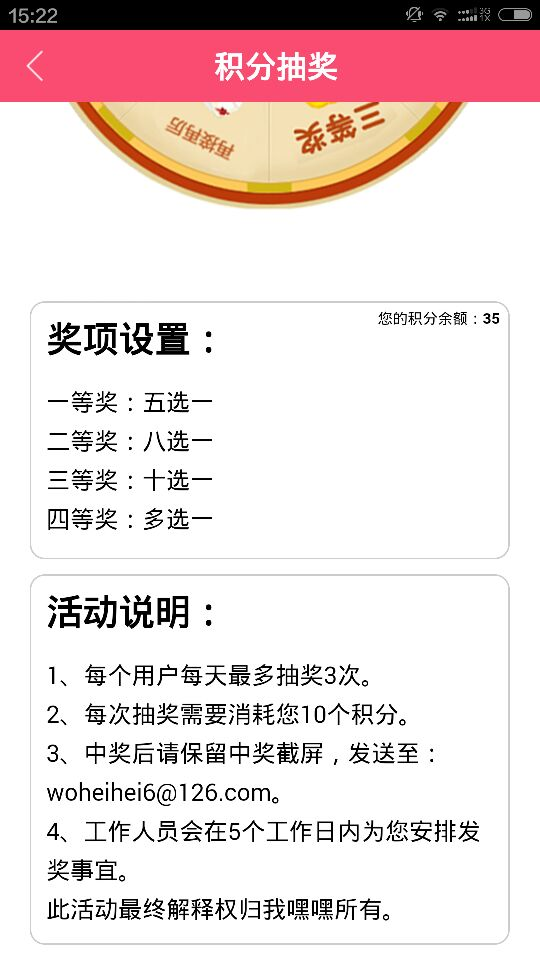 15:22
3G
1X
积分抽奖
再接再厉
三等奖
您的积分余额：35
奖项设置：
一等奖：五选一
二等奖：八选一
三等奖：十选一
四等奖：多选一
活动说明：
1、每个用户每天最多抽奖3次。
2、每次抽奖需要消耗您10个积分。
3、中奖后请保留中奖截屏，发送至：
woheihei6@126.com。
4、工作人员会在5个工作日内为您安排发
奖事宜。
此活动最终解释权归我嘿嘿所有。